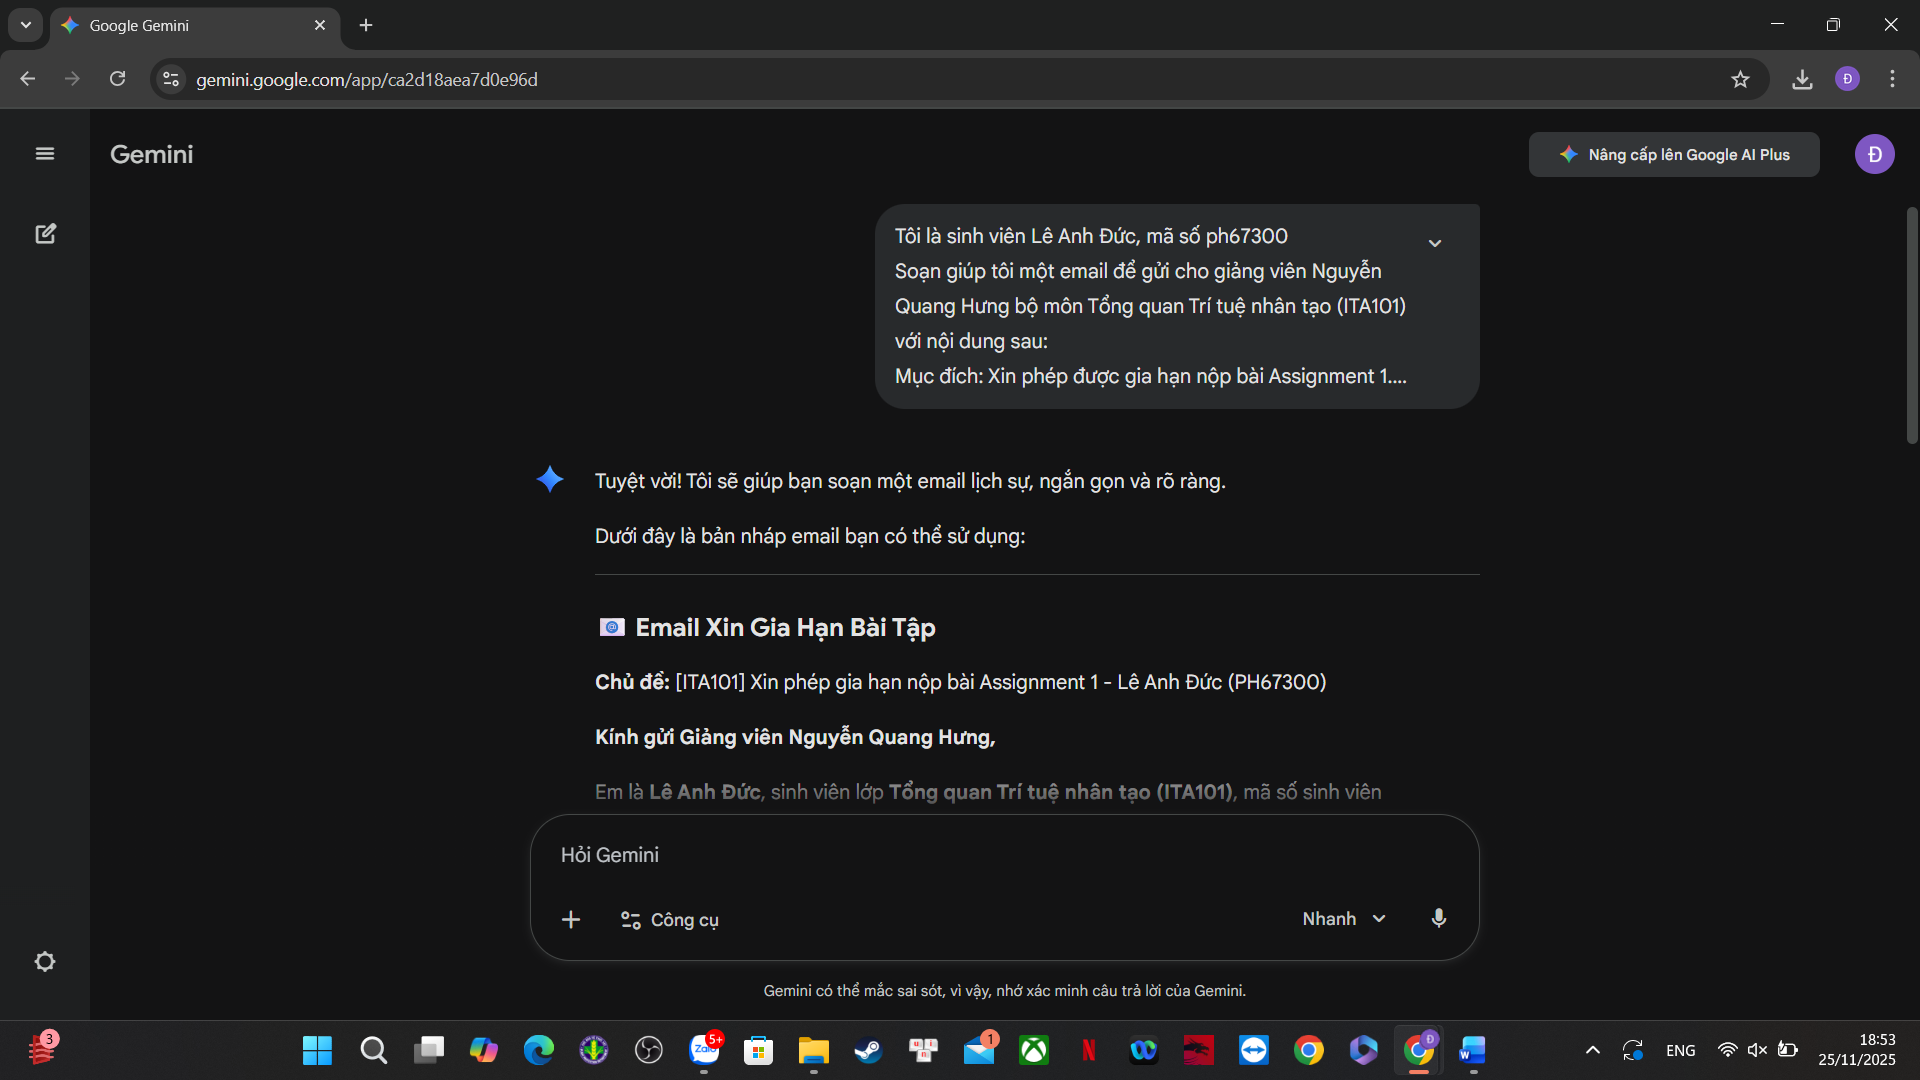 Google Gemini
gemini.google.com/app/ca2d18aea7d0e96d
Đ
Gemini
Nâng cấp lên Google AI Plus
Đ
Tôi là sinh viên Lê Anh Đức, mã số ph67300
Soạn giúp tôi một email để gửi cho giảng viên Nguyễn
Quang Hưng bộ môn Tổng quan Trí tuệ nhân tạo (ITA101)
với nội dung sau:
Mục đích: Xin phép được gia hạn nộp bài Assignment 1....
Tuyệt vời! Tôi sẽ giúp bạn soạn một email lịch sự, ngắn gọn và rõ ràng.
Dưới đây là bản nháp email bạn có thể sử dụng:
Email Xin Gia Hạn Bài Tập
Chủ đề: [ITA101] Xin phép gia hạn nộp bài Assignment 1 - Lê Anh Đức (PH67300)
Kính gửi Giảng viên Nguyễn Quang Hưng,
Em là Lê Anh Đức, sinh viên lớp Tổng quan Trí tuệ nhân tạo (ITA101), mã số sinh viên
Hỏi Gemini
Công cụ
Nhanh
Gemini có thể mắc sai sót, vì vậy, nhớ xác minh câu trả lời của Gemini.
3
Zalo
5+
1
N
Đ
W
ENG
18:53
25/11/2025